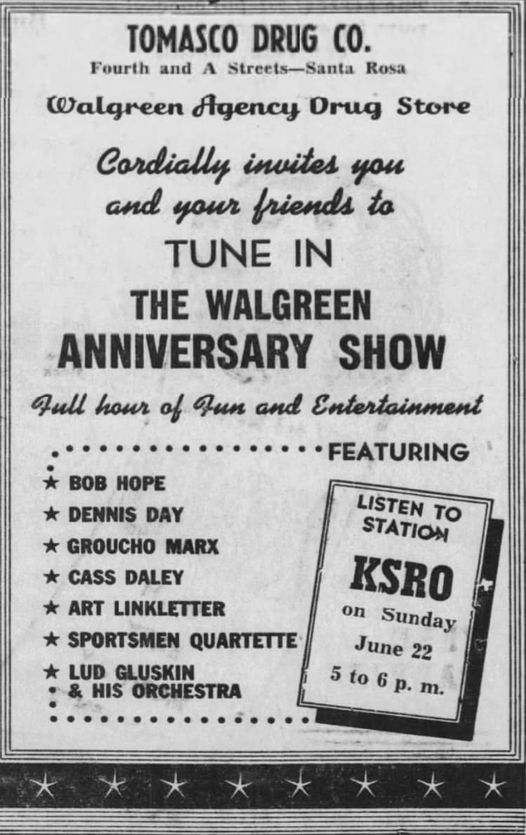 TOMASCO DRUG CO.
Fourth and A Streets—Santa Rosa
Walgreen Agency Drug Store
Cordially invites you
and your friends to
TUNE IN
THE WALGREEN
ANNIVERSARY SHOW
Full hour of Fun and Entertainment
FEATURING
★ BOB HOPE
★ DENNIS DAY
★ GROUCHO MARX
★ CASS DALEY
★ ART LINKLETTER
★ SPORTSMEN QUARTETTE
★ LUD GLUSKIN
& HIS ORCHESTRA
LISTEN TO
STATION
KSRO
on Sunday
June 22
5 to 6 p. m.